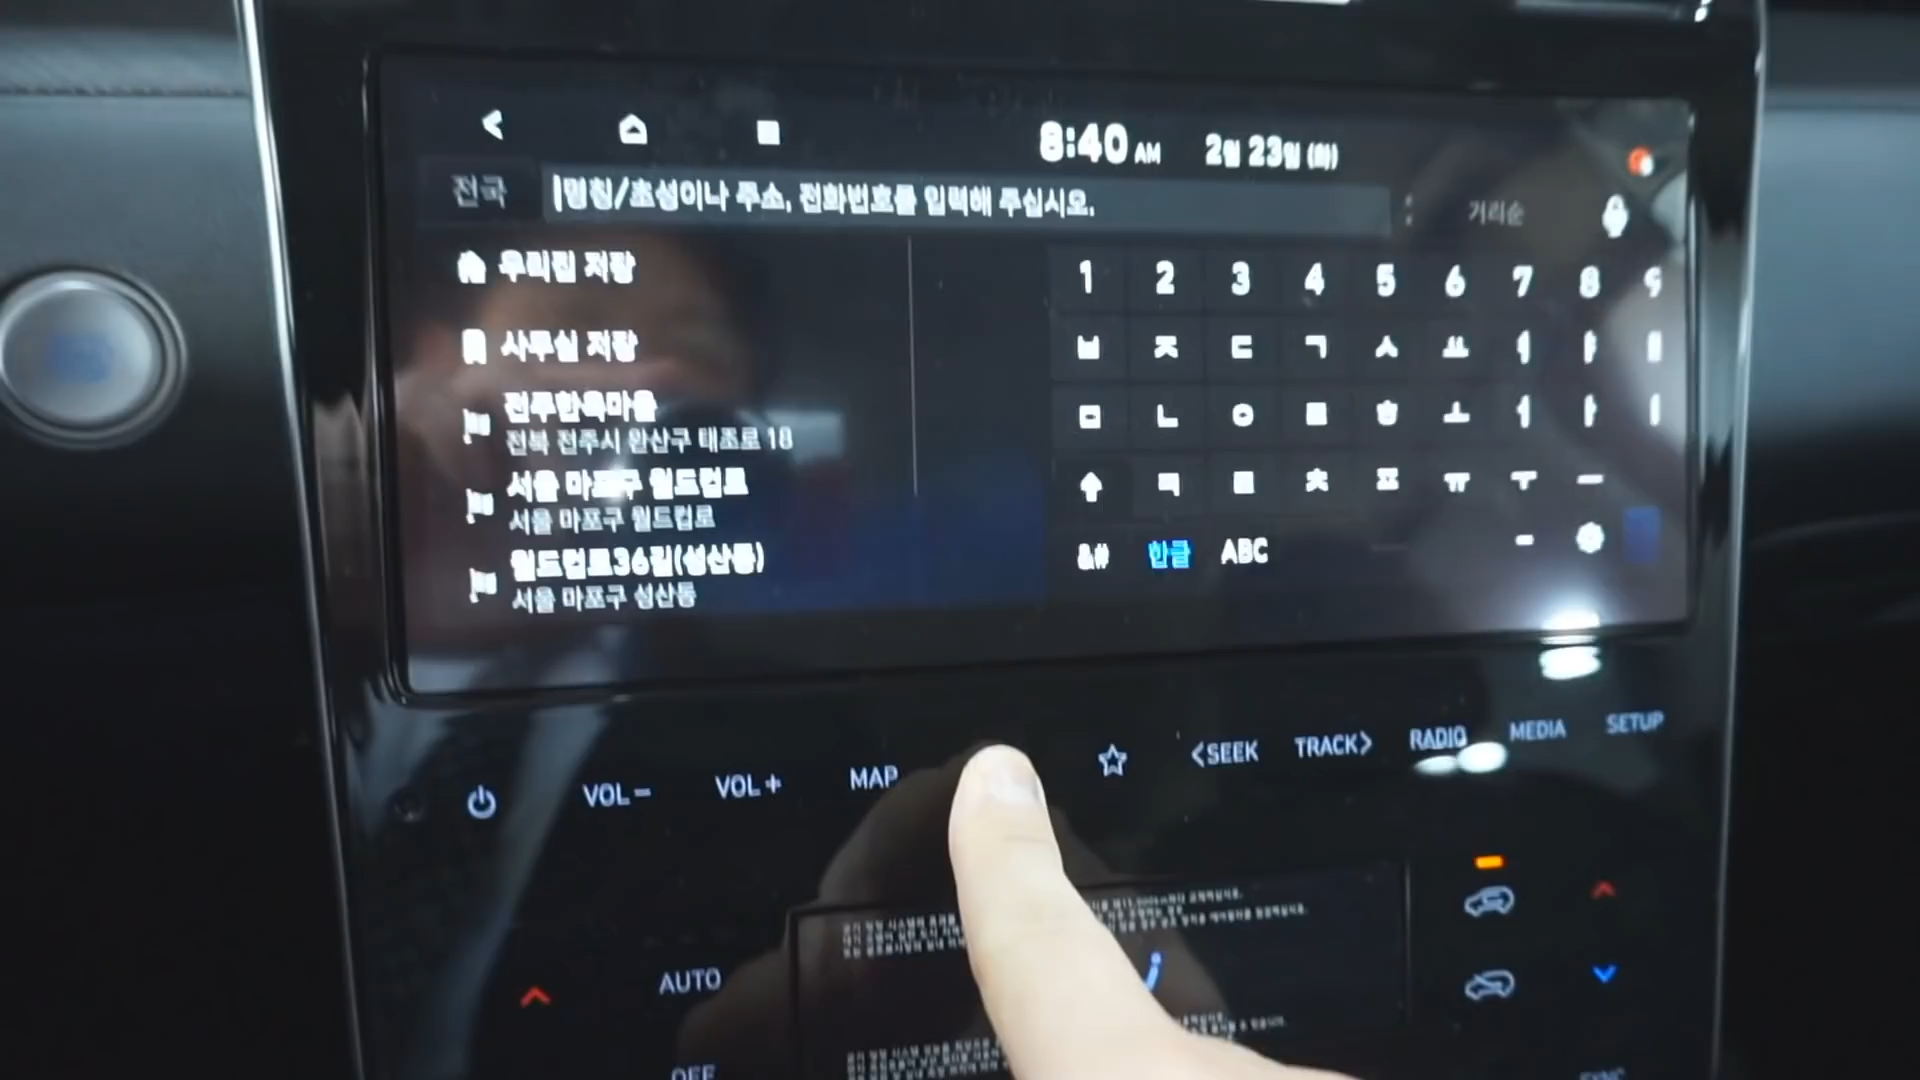 8:40 AM 2월 23일 (화)
전국 명칭/초성이나 주소, 전화번호를 입력해 주십시오. 거리순
우리집 저장
사무실 저장
전주한옥마을
전북 전주시 완산구 태조로 18
서울 마포구 월드컵로
서울 마포구 월드컵로
월드컵로36길(성산동)
서울 마포구 성산동
1 2 3 4 5 6 7 8 9
ㅂ ㅈ ㄷ ㄱ ㅅ ㅛ ㅕ ㅑ
ㅁ ㄴ ㅇ ㄹ ㅎ ㅗ ㅓ ㅏ ㅣ
ㅋ ㅌ ㅊ ㅍ ㅠ ㅜ ㅡ
&# 한글 ABC -
VOL - VOL + MAP <SEEK TRACK> RADIO MEDIA SETUP
AUTO
OFF
SYNC